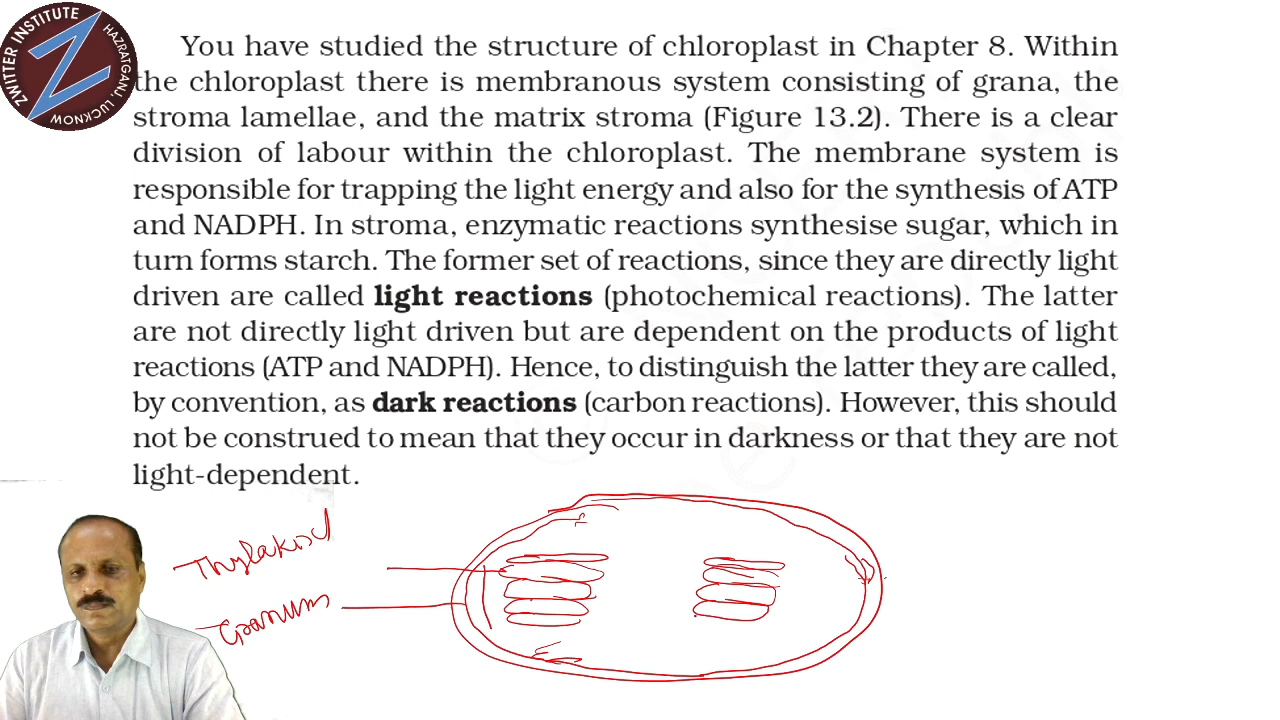 ZWITTER INSTITUTE
HAZRATGANJ, LUCKNOW
Z
You have studied the structure of chloroplast in Chapter 8. Within
the chloroplast there is membranous system consisting of grana, the
stroma lamellae, and the matrix stroma (Figure 13.2). There is a clear
division of labour within the chloroplast. The membrane system is
responsible for trapping the light energy and also for the synthesis of ATP
and NADPH. In stroma, enzymatic reactions synthesise sugar, which in
turn forms starch. The former set of reactions, since they are directly light
driven are called light reactions (photochemical reactions). The latter
are not directly light driven but are dependent on the products of light
reactions (ATP and NADPH). Hence, to distinguish the latter they are called,
by convention, as dark reactions (carbon reactions). However, this should
not be construed to mean that they occur in darkness or that they are not
light-dependent.
Thylakoid
Granum